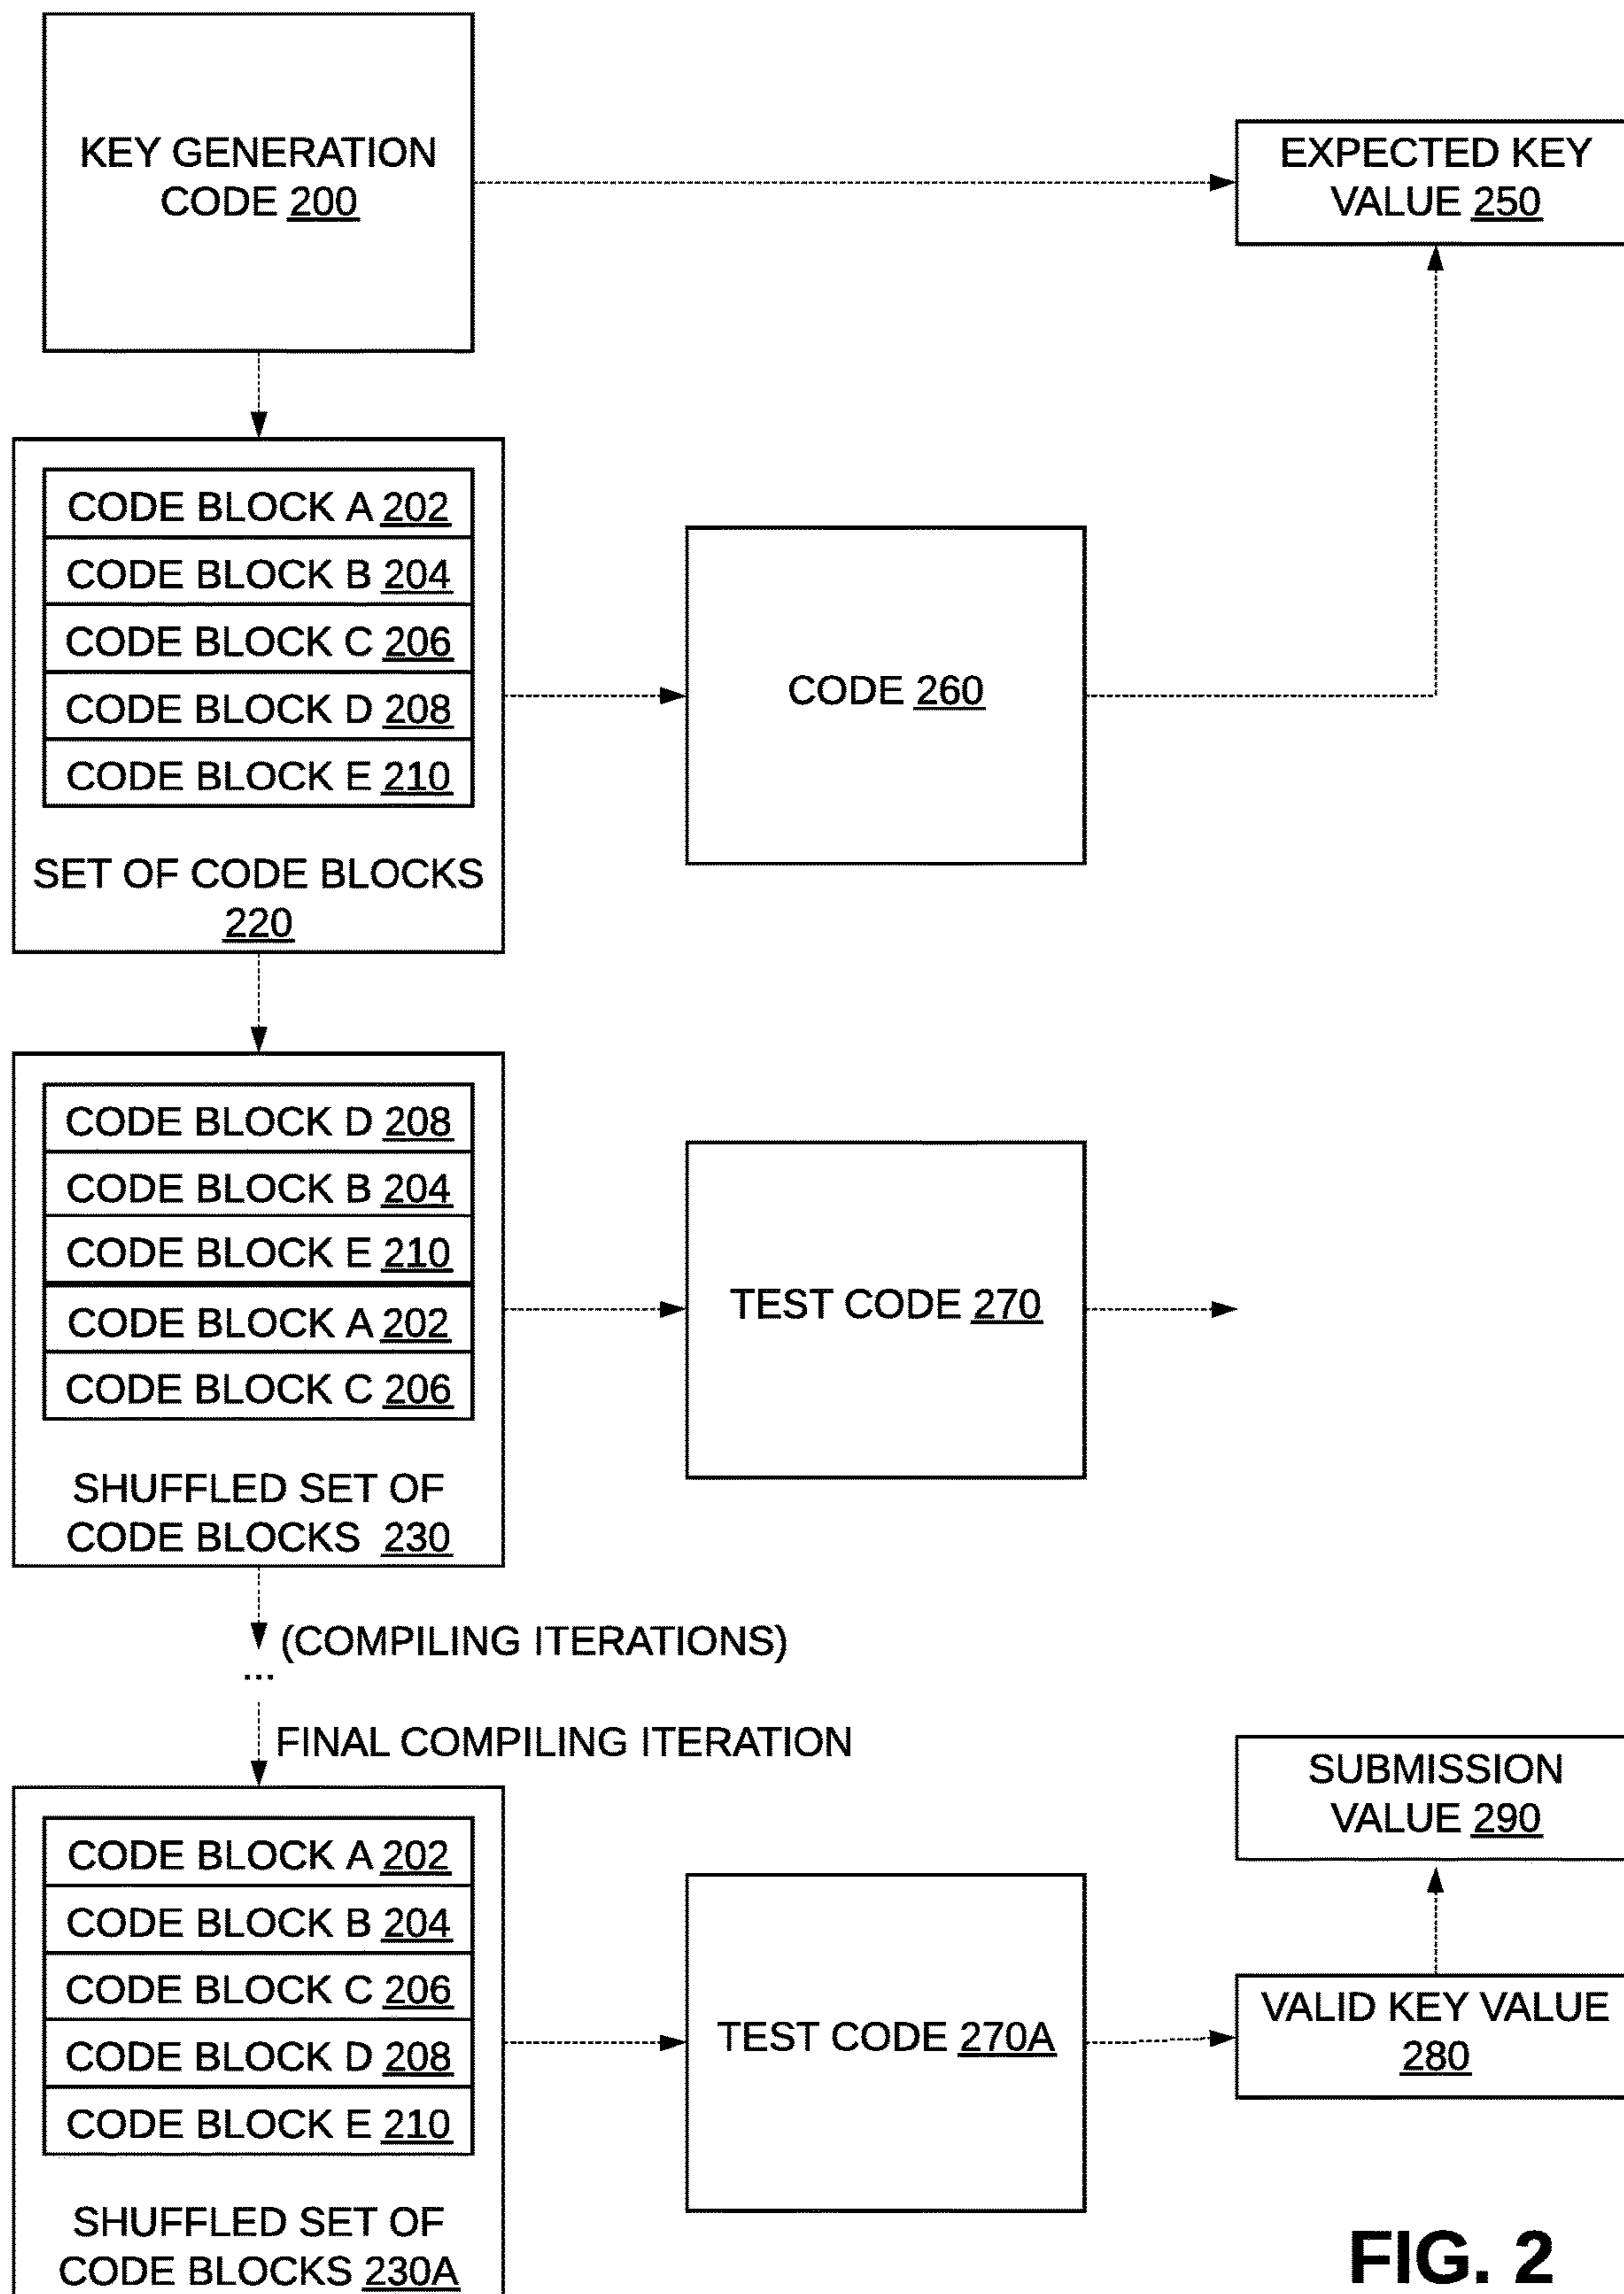 KEY GENERATION
CODE 200
EXPECTED KEY
VALUE 250
CODE BLOCK A 202
CODE BLOCK B 204
CODE BLOCK C 206
CODE BLOCK D 208
CODE BLOCK E 210
SET OF CODE BLOCKS
220
CODE 260
CODE BLOCK D 208
CODE BLOCK B 204
CODE BLOCK E 210
CODE BLOCK A 202
CODE BLOCK C 206
SHUFFLED SET OF
CODE BLOCKS 230
TEST CODE 270
(COMPILING ITERATIONS)
...
FINAL COMPILING ITERATION
CODE BLOCK A 202
CODE BLOCK B 204
CODE BLOCK C 206
CODE BLOCK D 208
CODE BLOCK E 210
SHUFFLED SET OF
CODE BLOCKS 230A
TEST CODE 270A
SUBMISSION
VALUE 290
VALID KEY VALUE
280
FIG. 2